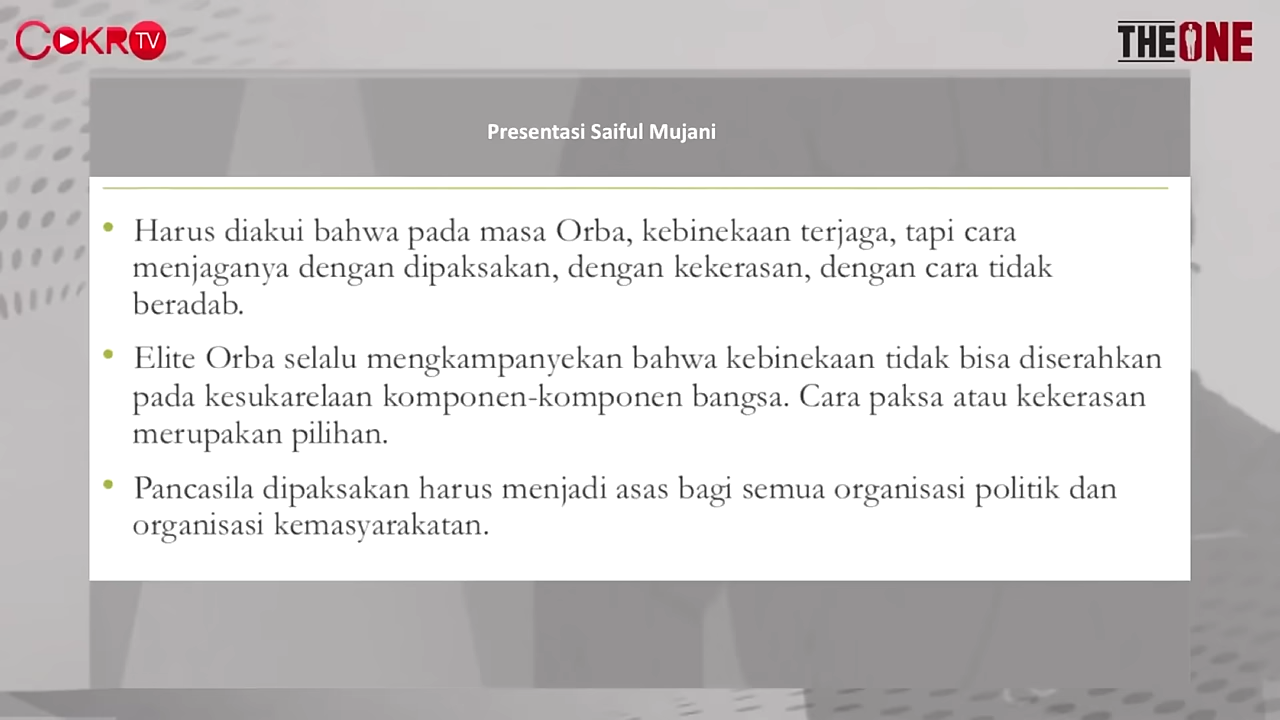 COKRO TV
THE ONE
Presentasi Saiful Mujani
• Harus diakui bahwa pada masa Orba, kebinekaan terjaga, tapi cara
menjaganya dengan dipaksakan, dengan kekerasan, dengan cara tidak
beradab.
• Elite Orba selalu mengkampanyekan bahwa kebinekaan tidak bisa diserahkan
pada kesukarelaan komponen-komponen bangsa. Cara paksa atau kekerasan
merupakan pilihan.
• Pancasila dipaksakan harus menjadi asas bagi semua organisasi politik dan
organisasi kemasyarakatan.